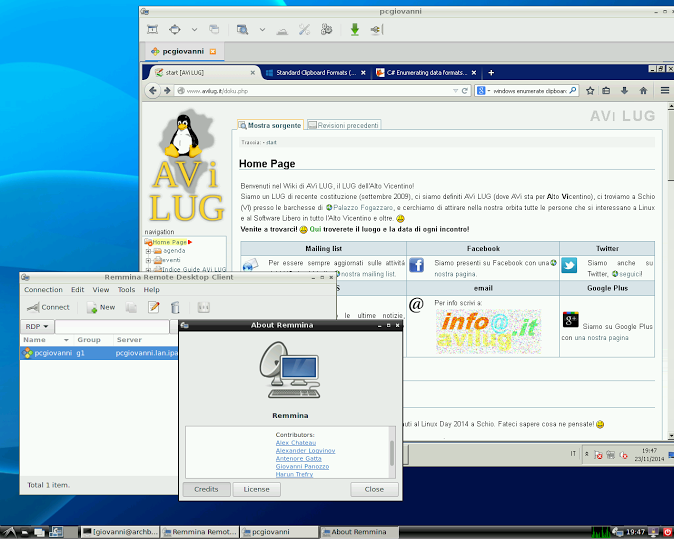 pcgiovanni
pcgiovanni
start [AVi LUG]
Standard Clipboard Formats (...
C# Enumerating data formats...
www.avilug.it/doku.php
windows enumerate clipboard
AVi LUG
Mostra sorgente
Revisioni precedenti
Traccia: • start
AVi
LUG
Home Page
Benvenuti nel Wiki di AVi LUG, il LUG dell'Alto Vicentino!
Siamo un LUG di recente costituzione (settembre 2009), ci siamo definiti AVi LUG (dove AVi sta per Alto Vicentino), ci troviamo a Schio
(VI) presso le barchesse di Palazzo Fogazzaro, e cerchiamo di attirare nella nostra orbita tutte le persone che si interessano a Linux
e al Software Libero in tutto l'Alto Vicentino e oltre.
Venite a trovarci! Qui troverete il luogo e la data di ogni incontro!
navigation
Home Page
agenda
eventi
Indice Guide AVi LUG
Mailing list
Facebook
Twitter
Per essere sempre aggiornati sulle attività
nostra mailing list.
Siamo presenti su Facebook con una
nostra pagina.
Siamo anche su
Twitter, seguici!
S
email
Google Plus
le ultime notizie,
Per info scrivi a:
info@
avilug
.it
Siamo su Google Plus
con una nostra pagina
nuti al Linux Day 2014 a Schio. Fateci sapere cosa ne pensate!
IT
19:47
23/11/2014
Remmina Remote Desktop Client
Connection Edit View Tools Help
Connect
New
RDP
Name Group Server
pcgiovanni g1 pcgiovanni.lan.ipa
Total 1 item.
About Remmina
Remmina
Contributors:
Alex Chateau
Alexander Logvinov
Antenore Gatta
Giovanni Panozzo
Harun Trefry
Credits
License
Close
[giovanni@archb...
Remmina Remot...
pcgiovanni
About Remmina
19:47